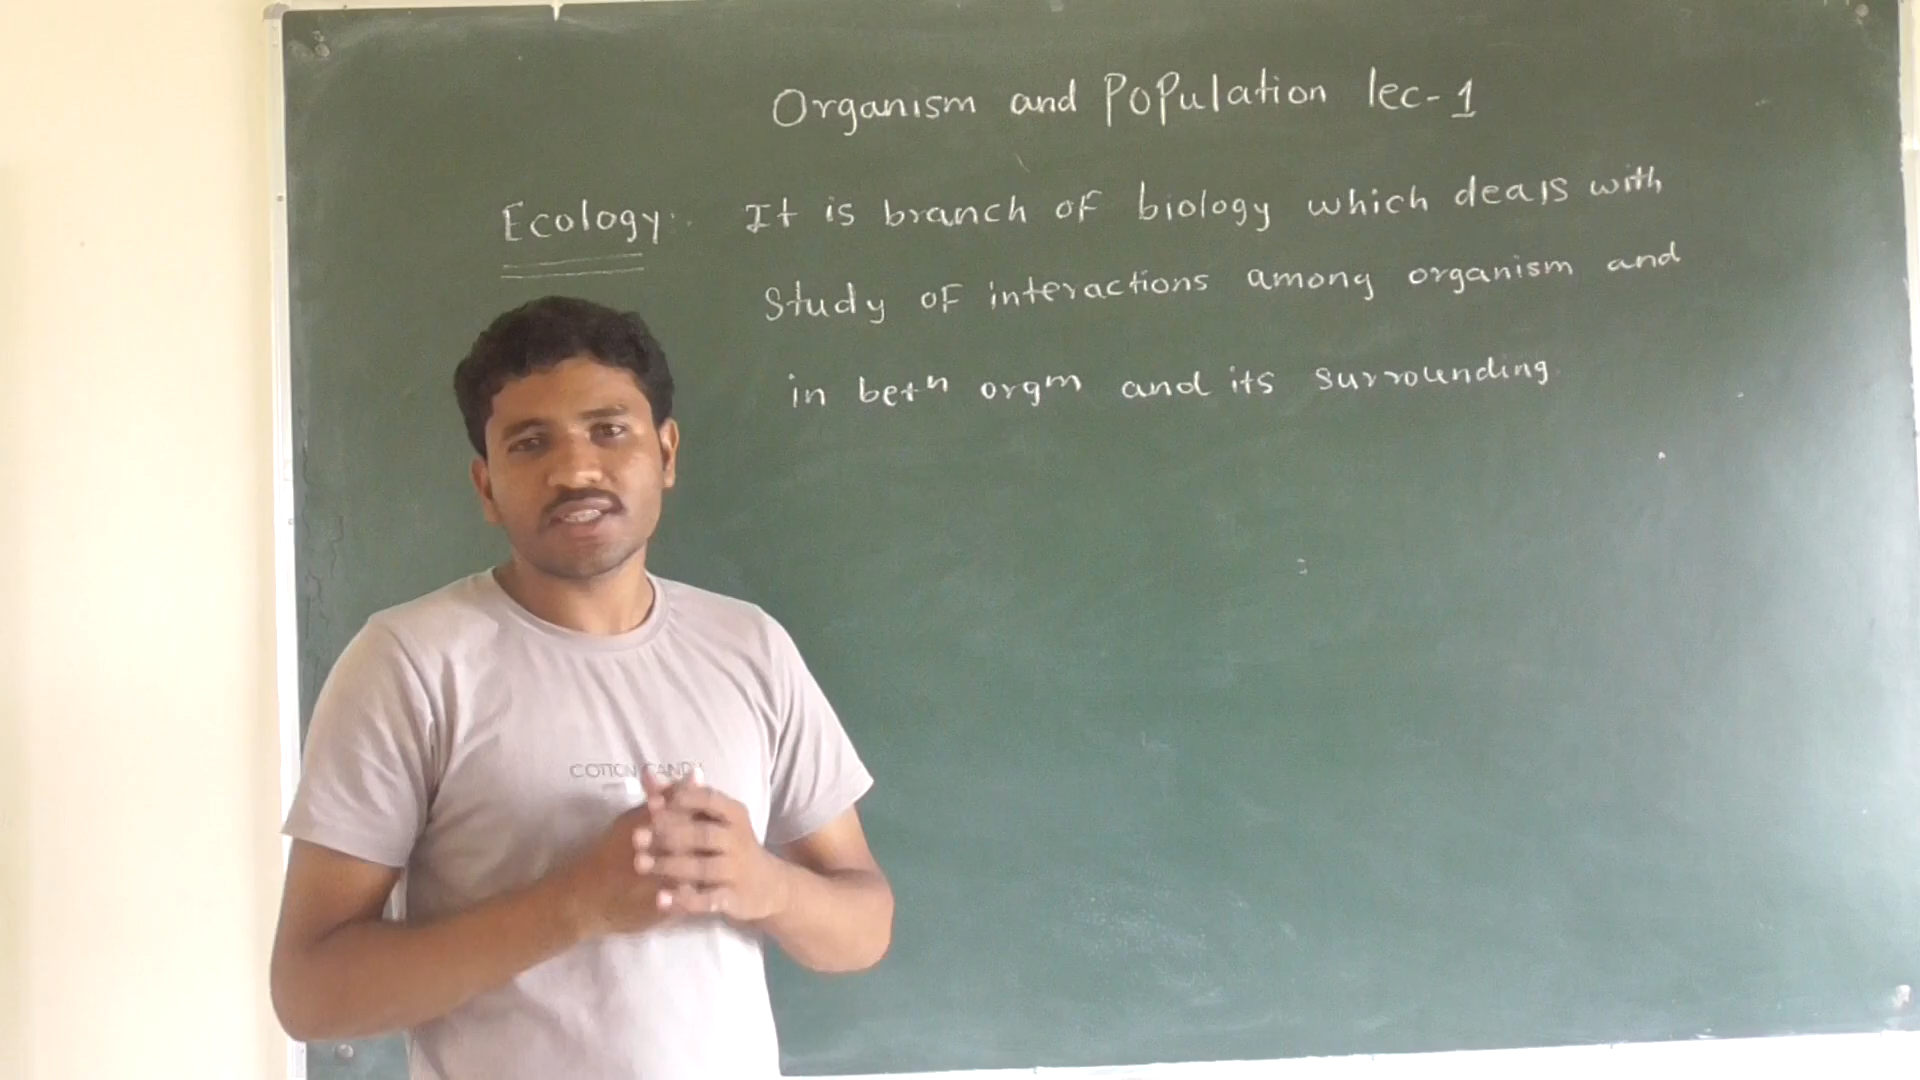 Organism and Population lec-1
Ecology:- It is branch of biology which deals with
Study of interactions among organism and
in betn orgm and its surrounding.
COTTON CANDY